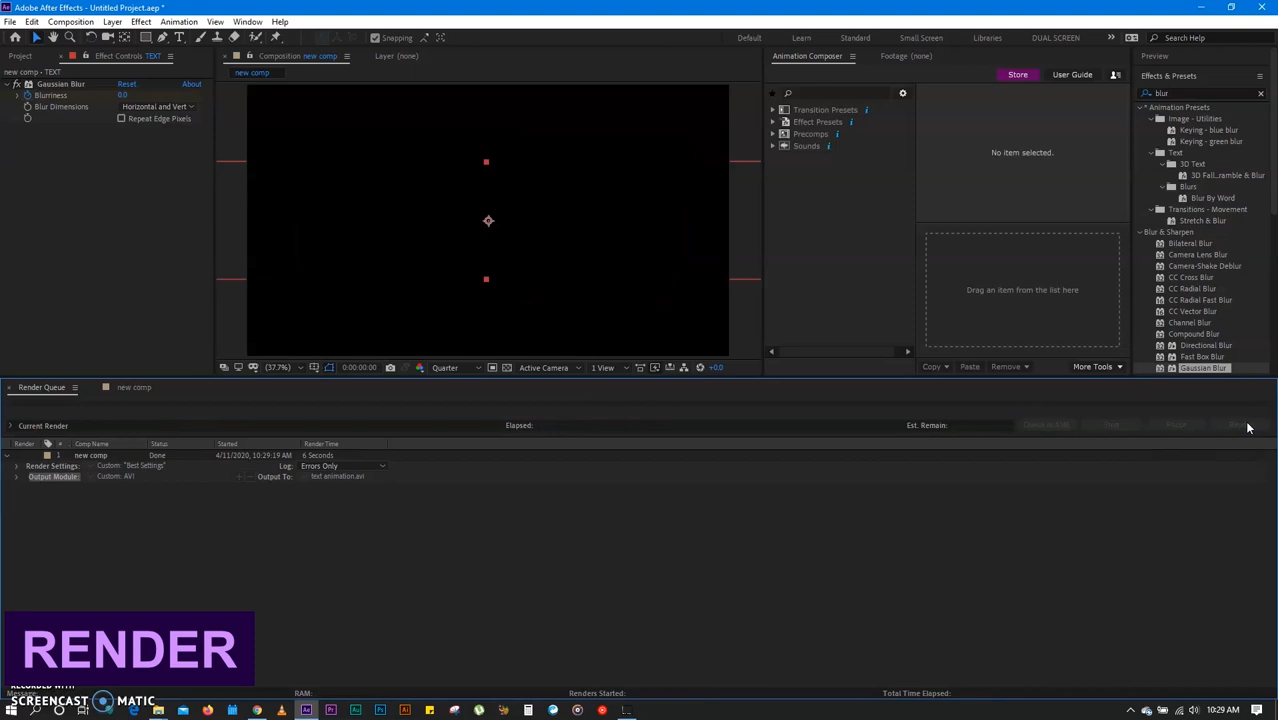 Adobe After Effects - Untitled Project.aep *
File Edit Composition Layer Effect Animation View Window Help
Snapping
Default Learn Standard Small Screen Libraries DUAL SCREEN Search Help
Project Effect Controls TEXT
new comp - TEXT
fx Gaussian Blur Reset About
Blurriness 0.0
Blur Dimensions Horizontal and Vert
Repeat Edge Pixels
Composition new comp Layer (none)
new comp
(37.7%) 0:00:00:00 Quarter Active Camera 1 View +0.0
Animation Composer Footage (none)
Store User Guide
Transition Presets
Effect Presets
Precomps
Sounds
No item selected.
Drag an item from the list here
Copy Paste Remove More Tools
Preview
Effects & Presets
blur
* Animation Presets
Image - Utilities
Keying - blue blur
Keying - green blur
Text
3D Text
3D Fall...ramble & Blur
Blurs
Blur By Word
Transitions - Movement
Stretch & Blur
Blur & Sharpen
Bilateral Blur
Camera Lens Blur
Camera-Shake Deblur
CC Cross Blur
CC Radial Blur
CC Radial Fast Blur
CC Vector Blur
Channel Blur
Compound Blur
Directional Blur
Fast Box Blur
Gaussian Blur
Render Queue new comp
Current Render Elapsed: Est. Remain:
Render # Comp Name Status Started Render Time
1 new comp Done 4/11/2020, 10:29:19 AM 6 Seconds
Render Settings: Custom: "Best Settings" Log: Errors Only
Output Module: Custom: AVI Output To: text animation.avi
RENDER
RECORDED WITH
SCREENCAST MATIC
Message: RAM: Renders Started: Total Time Elapsed:
10:29 AM